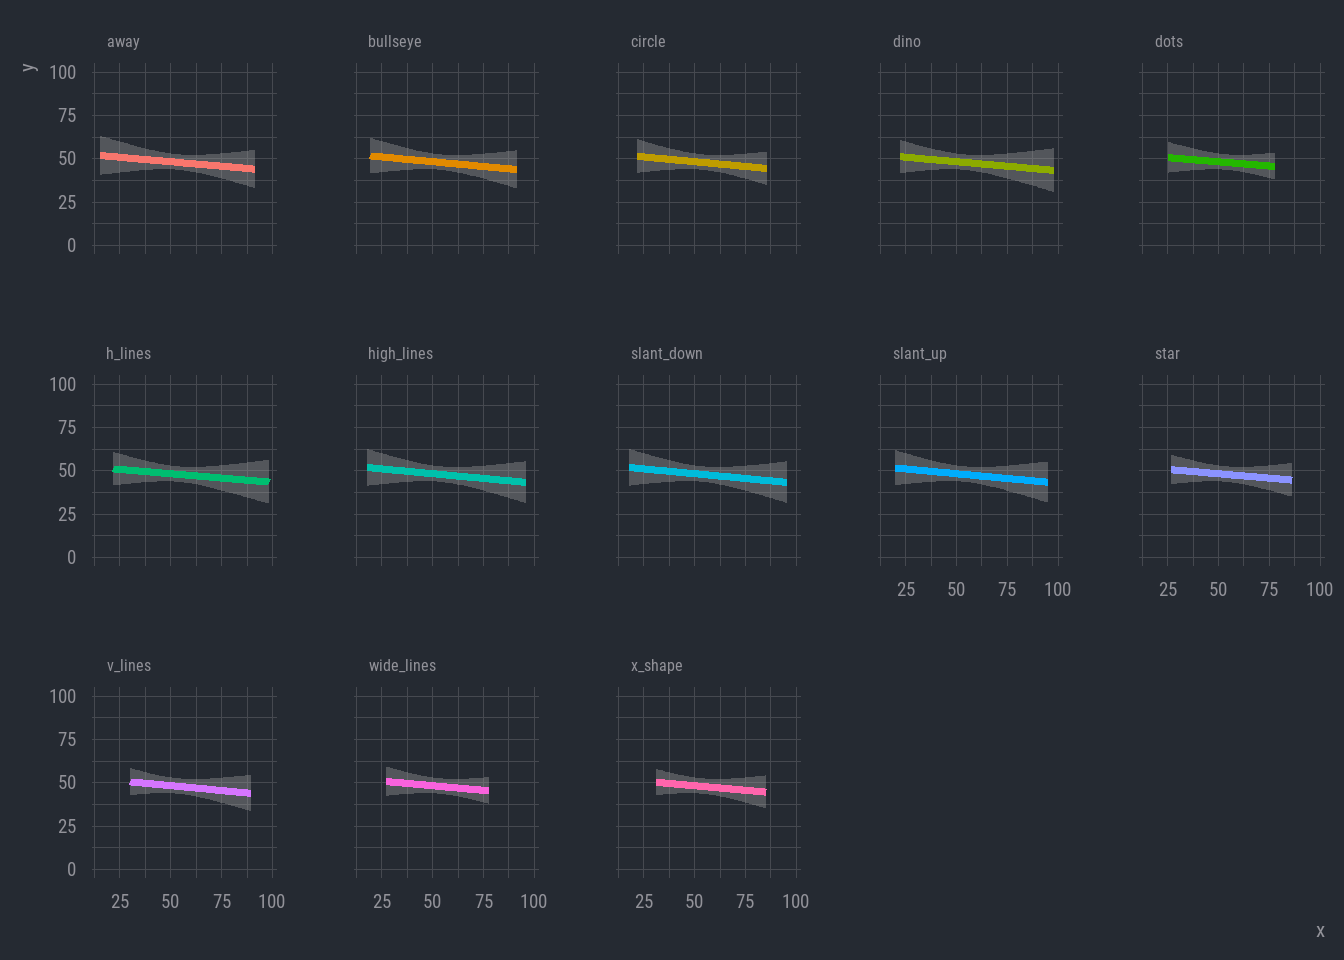 away bullseye circle dino dots
y
100
75
50
25
0
h_lines high_lines slant_down slant_up star
100
75
50
25
0
25 50 75 100 25 50 75 100
v_lines wide_lines x_shape
100
75
50
25
0
25 50 75 100 25 50 75 100 25 50 75 100
x